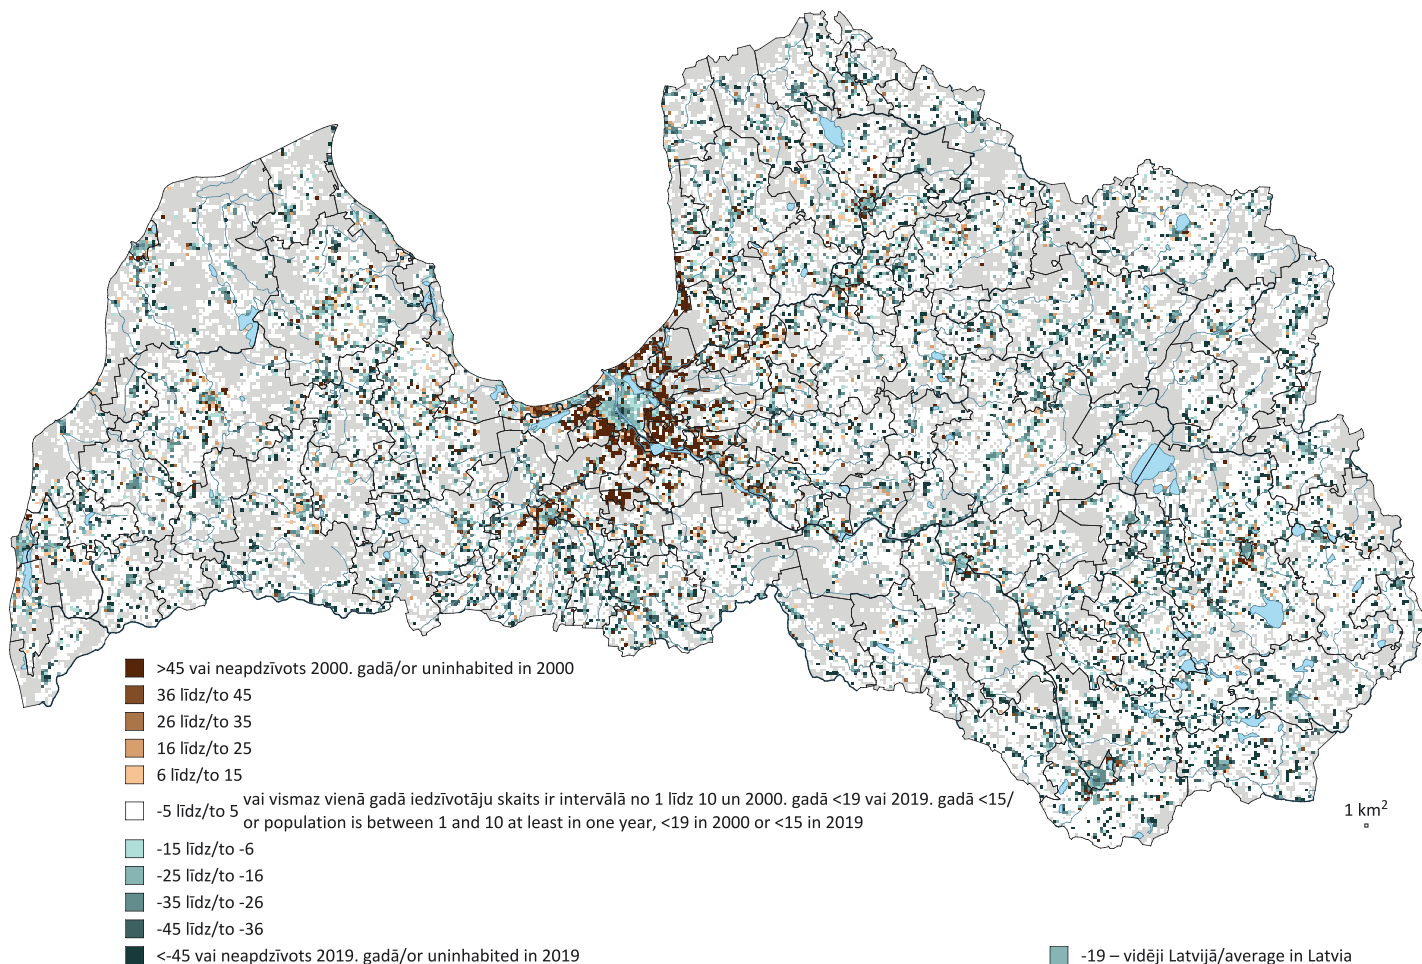 >45 vai neapdzīvots 2000. gadā/or uninhabited in 2000
36 līdz/to 45
26 līdz/to 35
16 līdz/to 25
6 līdz/to 15
-5 līdz/to 5 vai vismaz vienā gadā iedzīvotāju skaits ir intervālā no 1 līdz 10 un 2000. gadā <19 vai 2019. gadā <15/
or population is between 1 and 10 at least in one year, <19 in 2000 or <15 in 2019
1 km²
-15 līdz/to -6
-25 līdz/to -16
-35 līdz/to -26
-45 līdz/to -36
<-45 vai neapdzīvots 2019. gadā/or uninhabited in 2019
-19 – vidēji Latvijā/average in Latvia